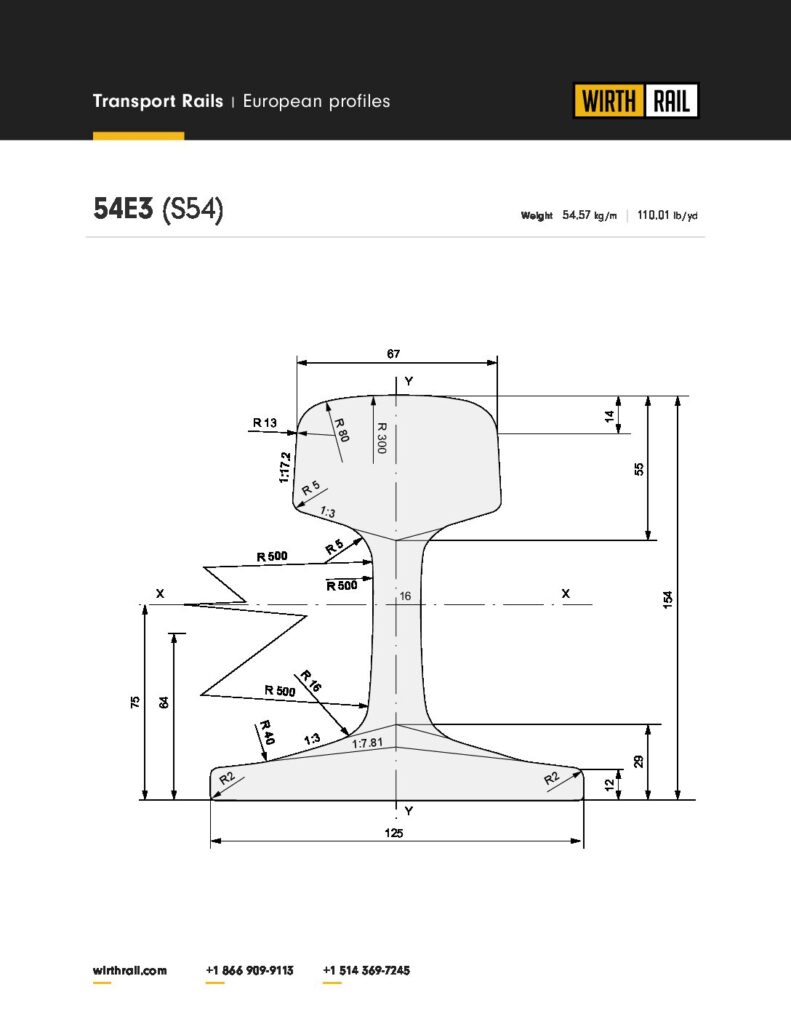 Transport Rails | European profiles
WIRTH RAIL
54E3 (S54)
Weight 54,57 kg/m | 110,01 lb/yd
67
Y
R 13
R 80
R 300
14
1:17.2
55
R 5
1:3
R 5
R 500
R 500
X
16
X
154
75
64
R 500
R 16
R 40
1:3
1:7.81
29
R2
R2
12
Y
125
wirthrail.com
+1 866 909-9113
+1 514 369-7245